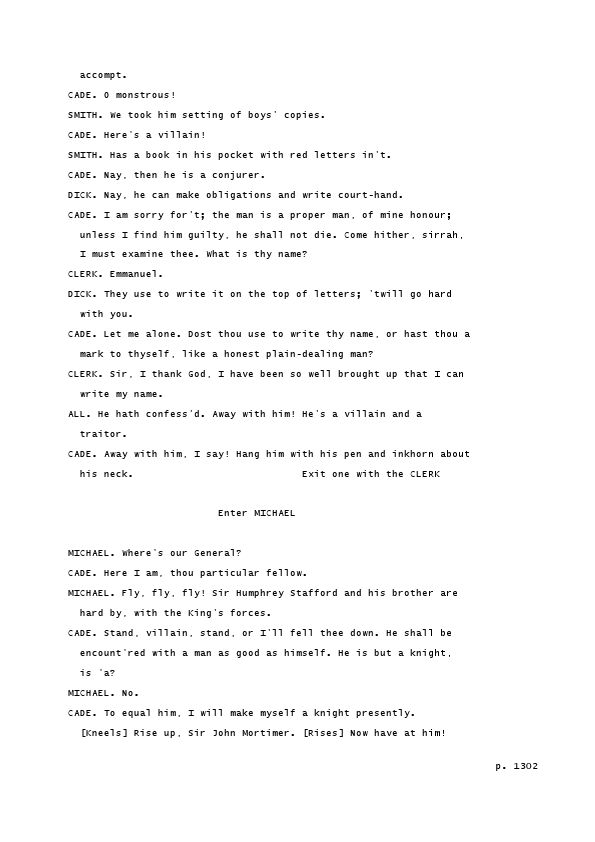 accompt.
CADE. O monstrous!
SMITH. We took him setting of boys' copies.
CADE. Here's a villain!
SMITH. Has a book in his pocket with red letters in't.
CADE. Nay, then he is a conjurer.
DICK. Nay, he can make obligations and write court-hand.
CADE. I am sorry for't; the man is a proper man, of mine honour;
unless I find him guilty, he shall not die. Come hither, sirrah,
I must examine thee. What is thy name?
CLERK. Emmanuel.
DICK. They use to write it on the top of letters; 'twill go hard
with you.
CADE. Let me alone. Dost thou use to write thy name, or hast thou a
mark to thyself, like a honest plain-dealing man?
CLERK. Sir, I thank God, I have been so well brought up that I can
write my name.
ALL. He hath confess'd. Away with him! He's a villain and a
traitor.
CADE. Away with him, I say! Hang him with his pen and inkhorn about
his neck. Exit one with the CLERK
Enter MICHAEL
MICHAEL. Where's our General?
CADE. Here I am, thou particular fellow.
MICHAEL. Fly, fly, fly! Sir Humphrey Stafford and his brother are
hard by, with the King's forces.
CADE. Stand, villain, stand, or I'll fell thee down. He shall be
encount'red with a man as good as himself. He is but a knight,
is 'a?
MICHAEL. No.
CADE. To equal him, I will make myself a knight presently.
[Kneels] Rise up, Sir John Mortimer. [Rises] Now have at him!
p. 1302